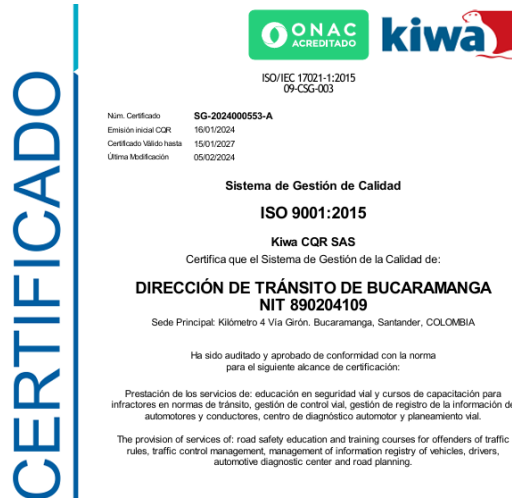 ONAC
ACREDITADO
kiwa
ISO/IEC 17021-1:2015
09-CSG-003
CERTIFICADO
Núm. Certificado SG-2024000553-A
Emisión inicial CQR 16/01/2024
Certificado Válido hasta 15/01/2027
Última Modificación 05/02/2024
Sistema de Gestión de Calidad
ISO 9001:2015
Kiwa CQR SAS
Certifica que el Sistema de Gestión de la Calidad de:
DIRECCIÓN DE TRÁNSITO DE BUCARAMANGA
NIT 890204109
Sede Principal: Kilómetro 4 Vía Girón. Bucaramanga, Santander, COLOMBIA
Ha sido auditado y aprobado de conformidad con la norma
para el siguiente alcance de certificación:
Prestación de los servicios de: educación en seguridad vial y cursos de capacitación para
infractores en normas de tránsito, gestión de control vial, gestión de registro de la información de
automotores y conductores, centro de diagnóstico automotor y planeamiento vial.
The provision of services of: road safety education and training courses for offenders of traffic
rules, traffic control management, management of information registry of vehicles, drivers,
automotive diagnostic center and road planning.